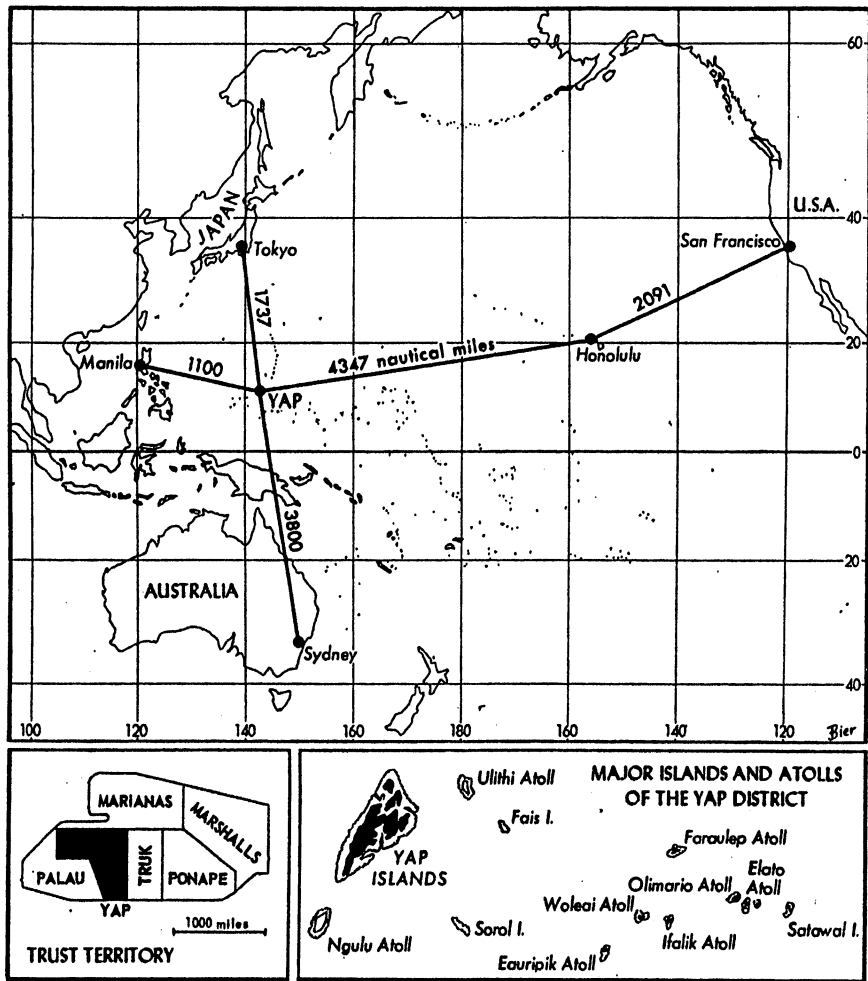 60
JAPAN
U.S.A.
40
Tokyo
San Francisco
1737
2091
4347 nautical miles
Honolulu
20
Manila
1100
YAP
0
3800
AUSTRALIA
20
Sydney
40
100
120
140
160
180
160
140
120
Bier
MARIANAS
MARSHALLS
PALAU
TRUK
PONAPE
YAP
1000 miles
TRUST TERRITORY
MAJOR ISLANDS AND ATOLLS
OF THE YAP DISTRICT
Ulithi Atoll
Fais I.
YAP
ISLANDS
Faraulep Atoll
Elato
Atoll
Olimario Atoll
Woleai Atoll
Ngulu Atoll
Sorol I.
Ifalik Atoll
Satawal I.
Eauripik Atoll